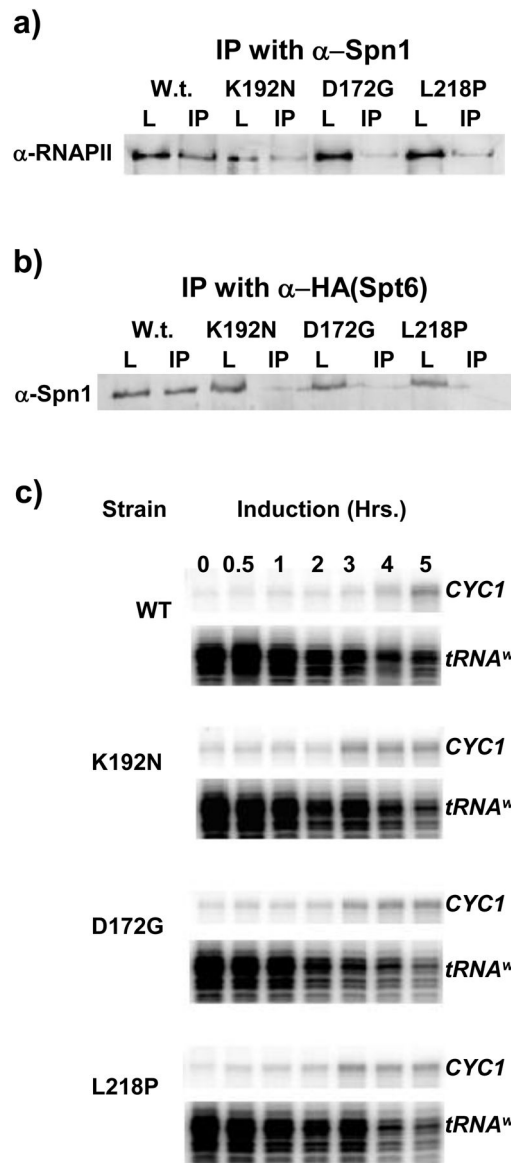 a)
IP with α–Spn1
W.t. K192N D172G L218P
L IP L IP L IP L IP
α-RNAPII
b)
IP with α–HA(Spt6)
W.t. K192N D172G L218P
L IP L IP L IP L IP
α-Spn1
c)
Strain Induction (Hrs.)
0 0.5 1 2 3 4 5
CYC1
WT
tRNAʷ
CYC1
K192N
tRNAʷ
CYC1
D172G
tRNAʷ
CYC1
L218P
tRNAʷ